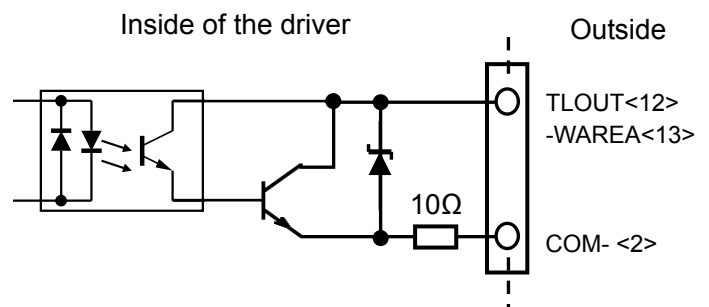 Inside of the driver
Outside
TLOUT<12>
-WAREA<13>
10Ω
COM- <2>